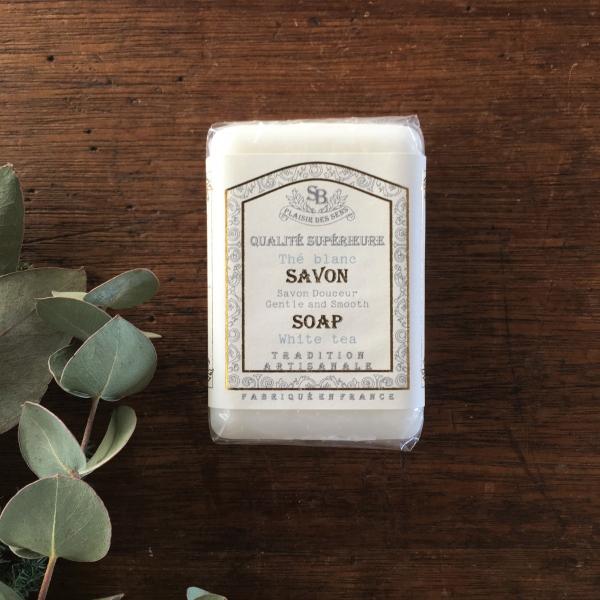 SB
PLAISIR DES SENS
QUALITÉ SUPÉRIEURE
Thé blanc
SAVON
Savon Douceur
Gentle and Smooth
SOAP
White tea
TRADITION
ARTISANALE
FABRIQUÉ EN FRANCE